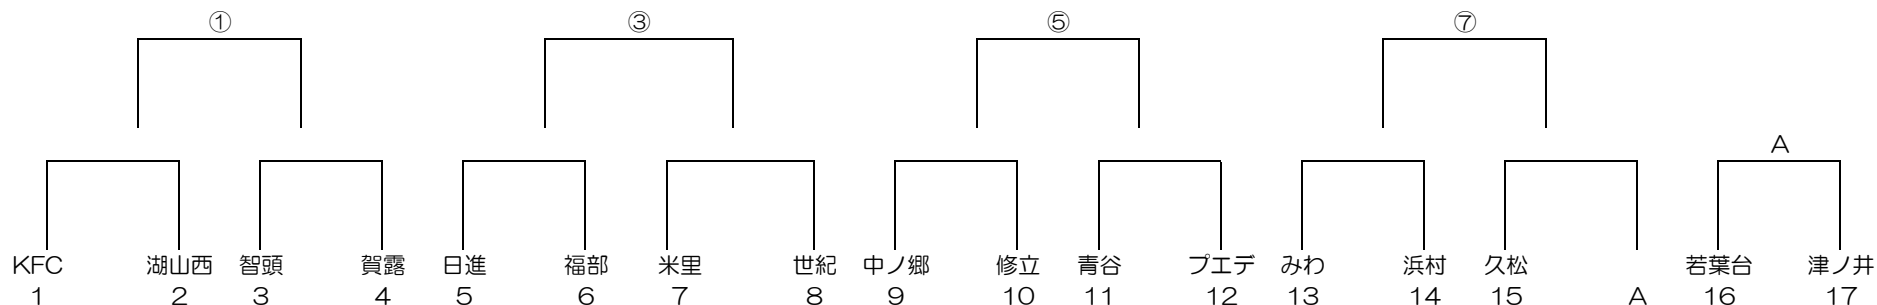 ① ③ ⑤ ⑦
A
KFC 湖山西 智頭 賀露 日進 福部 米里 世紀 中ノ郷 修立 青谷 プエデ みわ 浜村 久松 若葉台 津ノ井
1 2 3 4 5 6 7 8 9 10 11 12 13 14 15 A 16 17